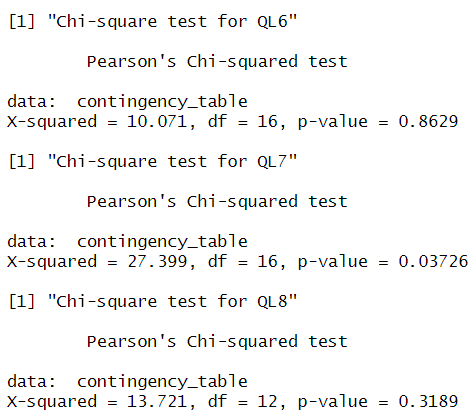 [1] "Chi-square test for QL6"
Pearson's Chi-squared test
data:  contingency_table
X-squared = 10.071, df = 16, p-value = 0.8629
[1] "Chi-square test for QL7"
Pearson's Chi-squared test
data:  contingency_table
X-squared = 27.399, df = 16, p-value = 0.03726
[1] "Chi-square test for QL8"
Pearson's Chi-squared test
data:  contingency_table
X-squared = 13.721, df = 12, p-value = 0.3189